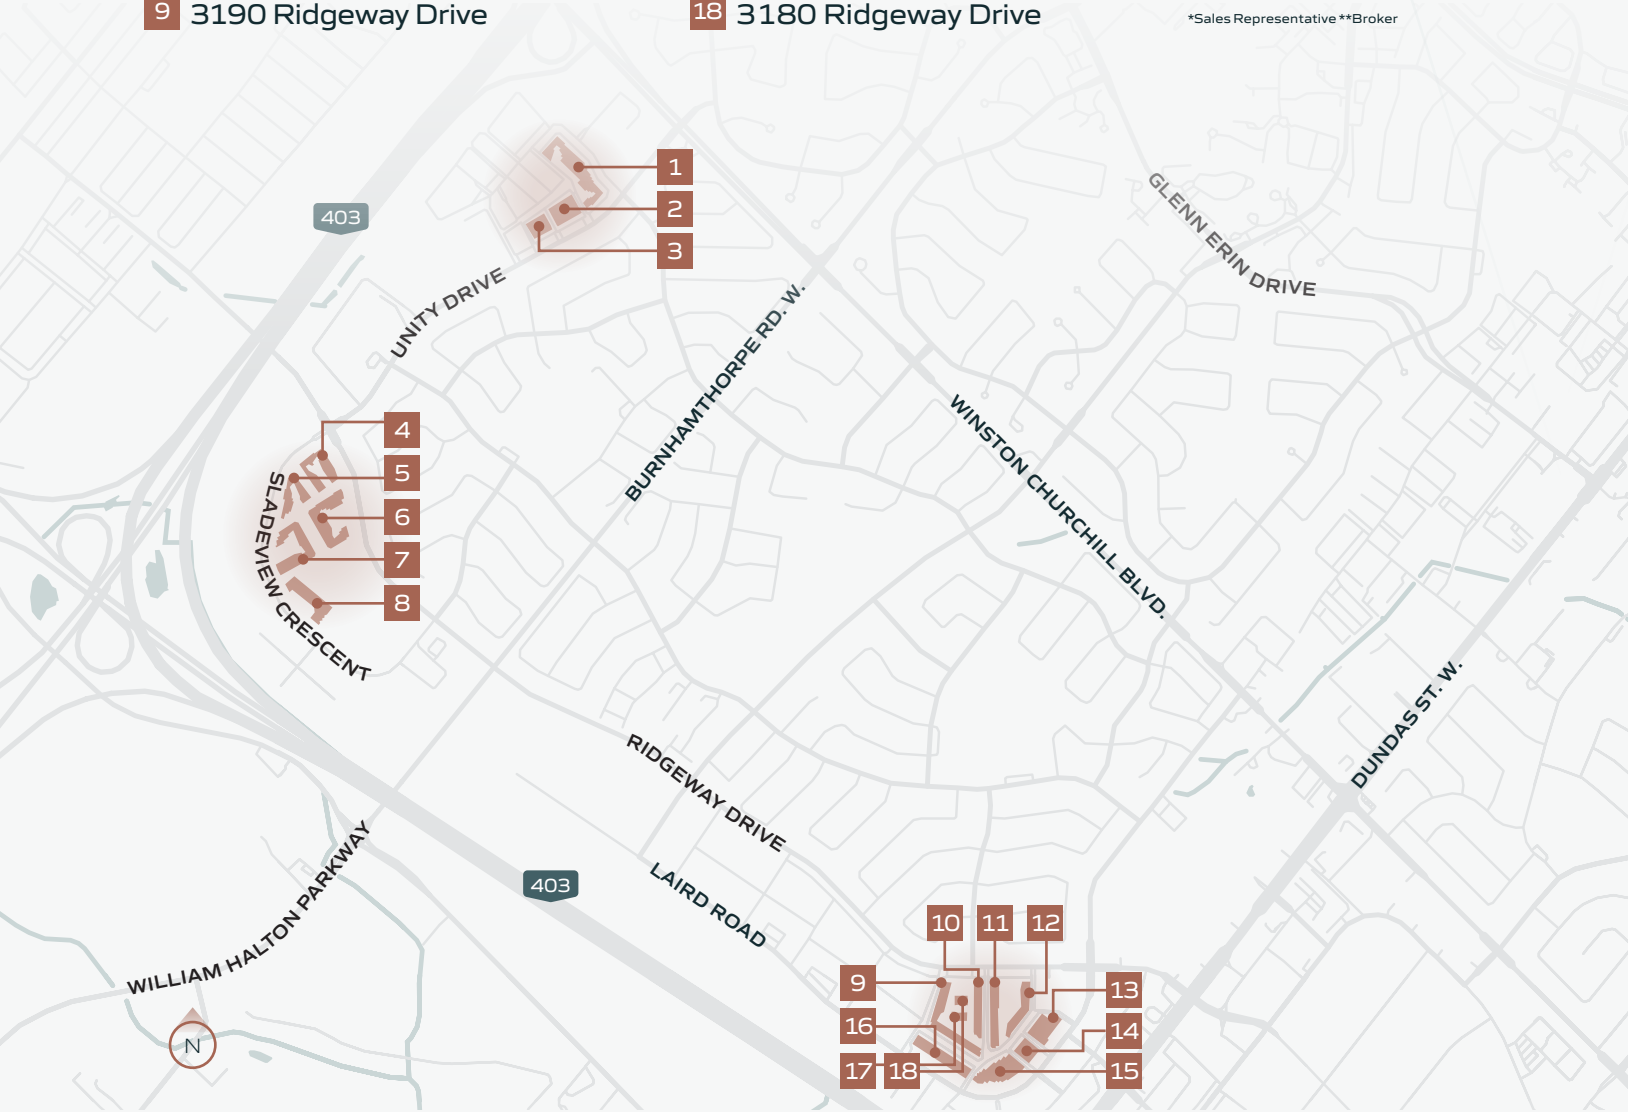 9 3190 Ridgeway Drive
18 3180 Ridgeway Drive
*Sales Representative **Broker
1
2
3
403
GLENN ERIN DRIVE
UNITY DRIVE
BURNHAMTHORPE RD. W.
WINSTON CHURCHILL BLVD.
4
5
6
7
8
SLADEVIEW CRESCENT
DUNDAS ST. W.
RIDGEWAY DRIVE
LAIRD ROAD
403
WILLIAM HALTON PARKWAY
N
10
11
12
9
13
16
14
17
18
15